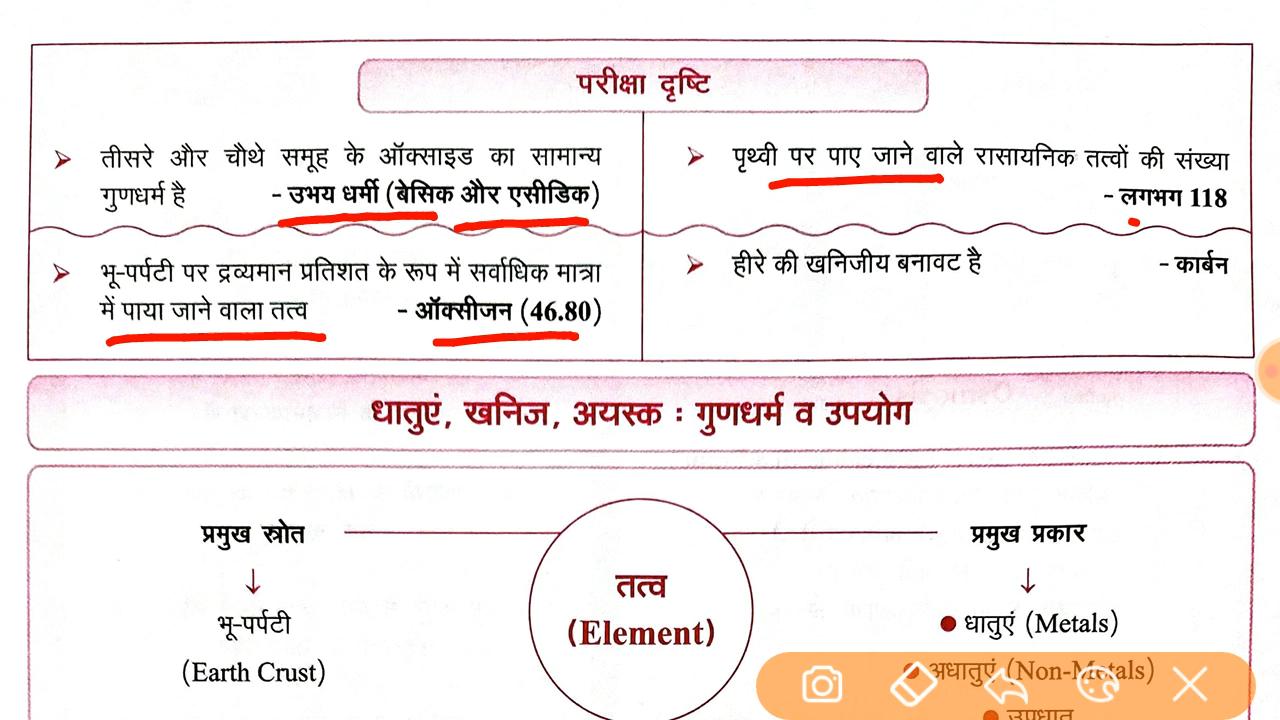 परीक्षा दृष्टि
तीसरे और चौथे समूह के ऑक्साइड का सामान्य
गुणधर्म है - उभय धर्मी (बेसिक और एसीडिक)
भू-पर्पटी पर द्रव्यमान प्रतिशत के रूप में सर्वाधिक मात्रा
में पाया जाने वाला तत्व - ऑक्सीजन (46.80)
पृथ्वी पर पाए जाने वाले रासायनिक तत्वों की संख्या
- लगभग 118
हीरे की खनिजीय बनावट है - कार्बन
धातुएं, खनिज, अयस्क : गुणधर्म व उपयोग
प्रमुख स्त्रोत
↓
भू-पर्पटी
(Earth Crust)
तत्व
(Element)
प्रमुख प्रकार
↓
● धातुएं (Metals)
● अधातुएं (Non-Metals)
● उपधातु